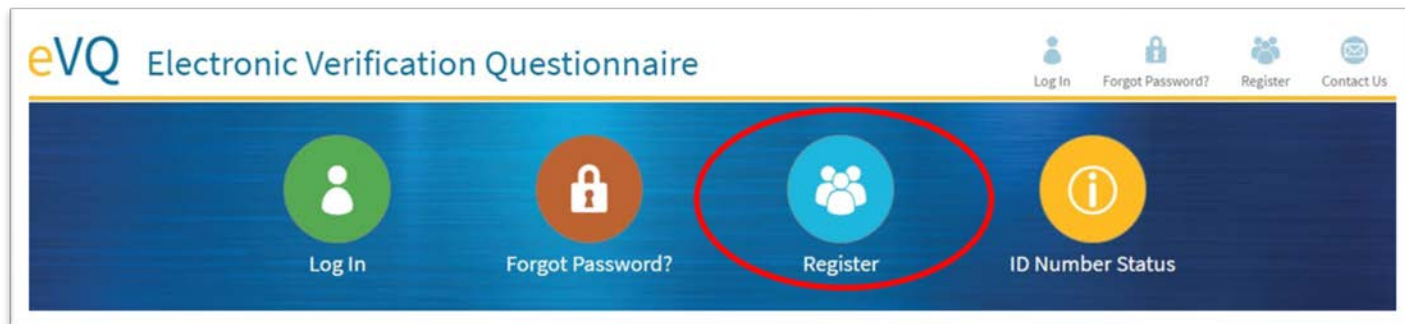 eVQ Electronic Verification Questionnaire
Log In Forgot Password? Register Contact Us
Log In Forgot Password? Register ID Number Status